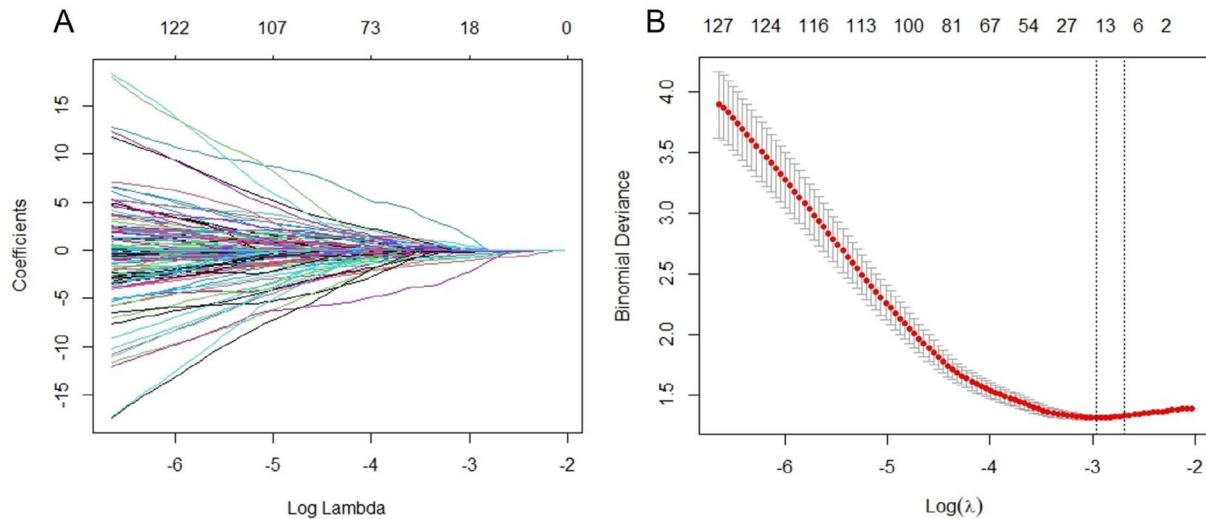 A
122 107 73 18 0
15
10
5
0
-5
-10
-15
Coefficients
-6 -5 -4 -3 -2
Log Lambda
B
127 124 116 113 100 81 67 54 27 13 6 2
4.0
3.5
3.0
2.5
2.0
1.5
Binomial Deviance
-6 -5 -4 -3 -2
Log(λ)